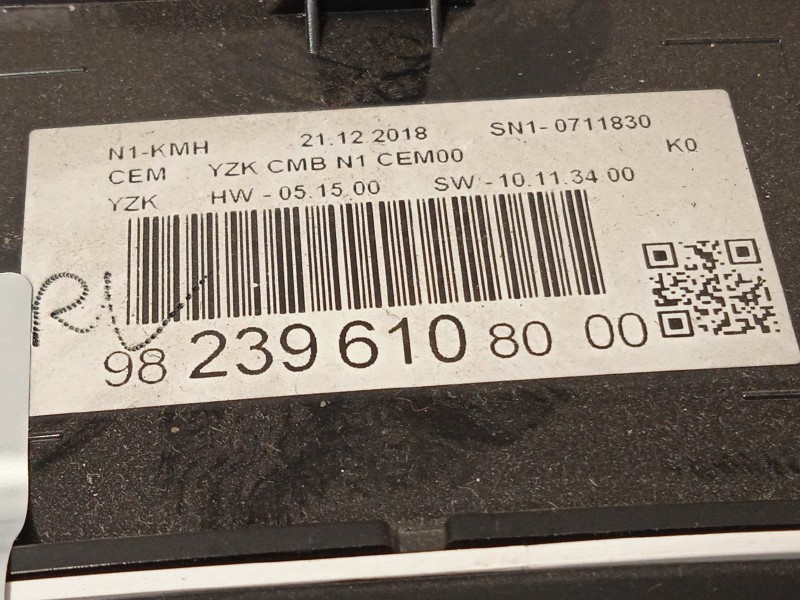 N1-KMH 21.12.2018 SN1- 0711830
CEM YZK CMB N1 CEM00 K0
YZK HW - 05.15.00 SW - 10.11.34.00
98 239 610 80 00